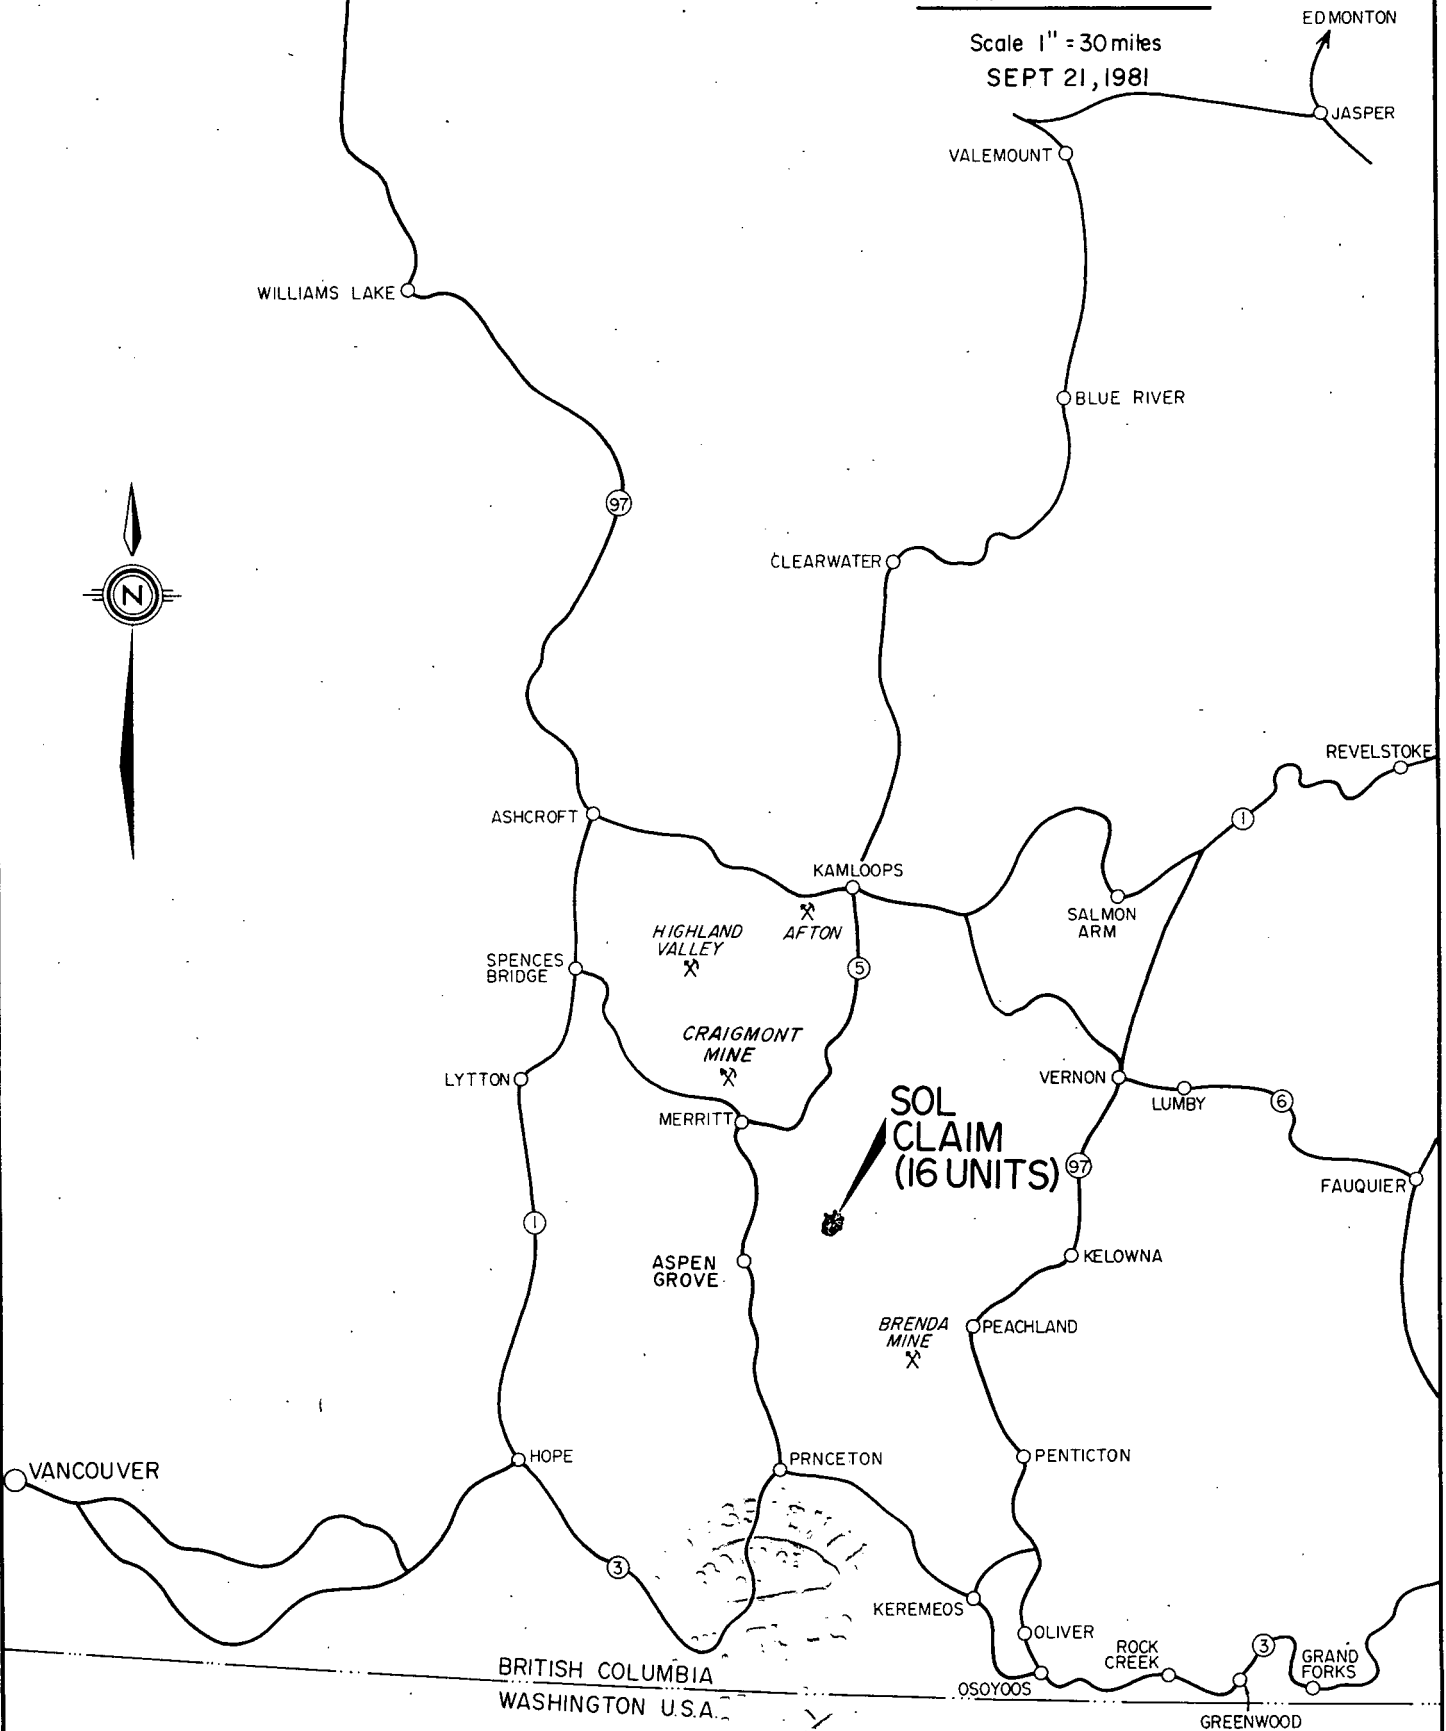 EDMONTON
Scale 1" = 30 miles
SEPT 21, 1981
JASPER
VALEMOUNT
WILLIAMS LAKE
BLUE RIVER
97
CLEARWATER
N
REVELSTOKE
ASHCROFT
1
KAMLOOPS
SALMON
ARM
HIGHLAND
VALLEY
AFTON
SPENCES
BRIDGE
5
CRAIGMONT
MINE
LYTTON
VERNON
LUMBY
6
MERRITT
SOL
CLAIM
(16 UNITS)
97
FAUQUIER
1
ASPEN
GROVE
KELOWNA
BRENDA
MINE
PEACHLAND
HOPE
PRNCETON
PENTICTON
VANCOUVER
3
KEREMEOS
OLIVER
ROCK
CREEK
3
GRAND
FORKS
BRITISH COLUMBIA
WASHINGTON U.S.A.
OSOYOOS
GREENWOOD